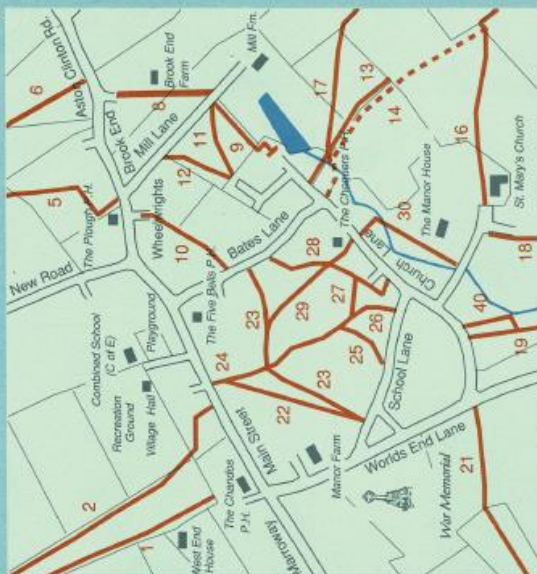 6
Aston Clinton Rd.
Brook End
Farm
Mill Fm.
Brook End
8
Mill Lane
17
13
14
16
5
11
9
12
The Plough P.H.
Wheelwrights
10
New Road
Bates Lane
The Chequers P.H.
The Manor House
St. Mary's Church
30
28
Church
Lane
18
The Five Bells P.H.
Playground
Combined School
(C of E)
23
29
27
26
25
40
19
24
23
22
School Lane
Recreation
Ground
Village Hall
Main Street
Manor Farm
Worlds End Lane
2
1
The Chandos
P.H.
21
War Memorial
West End
House
Marroway